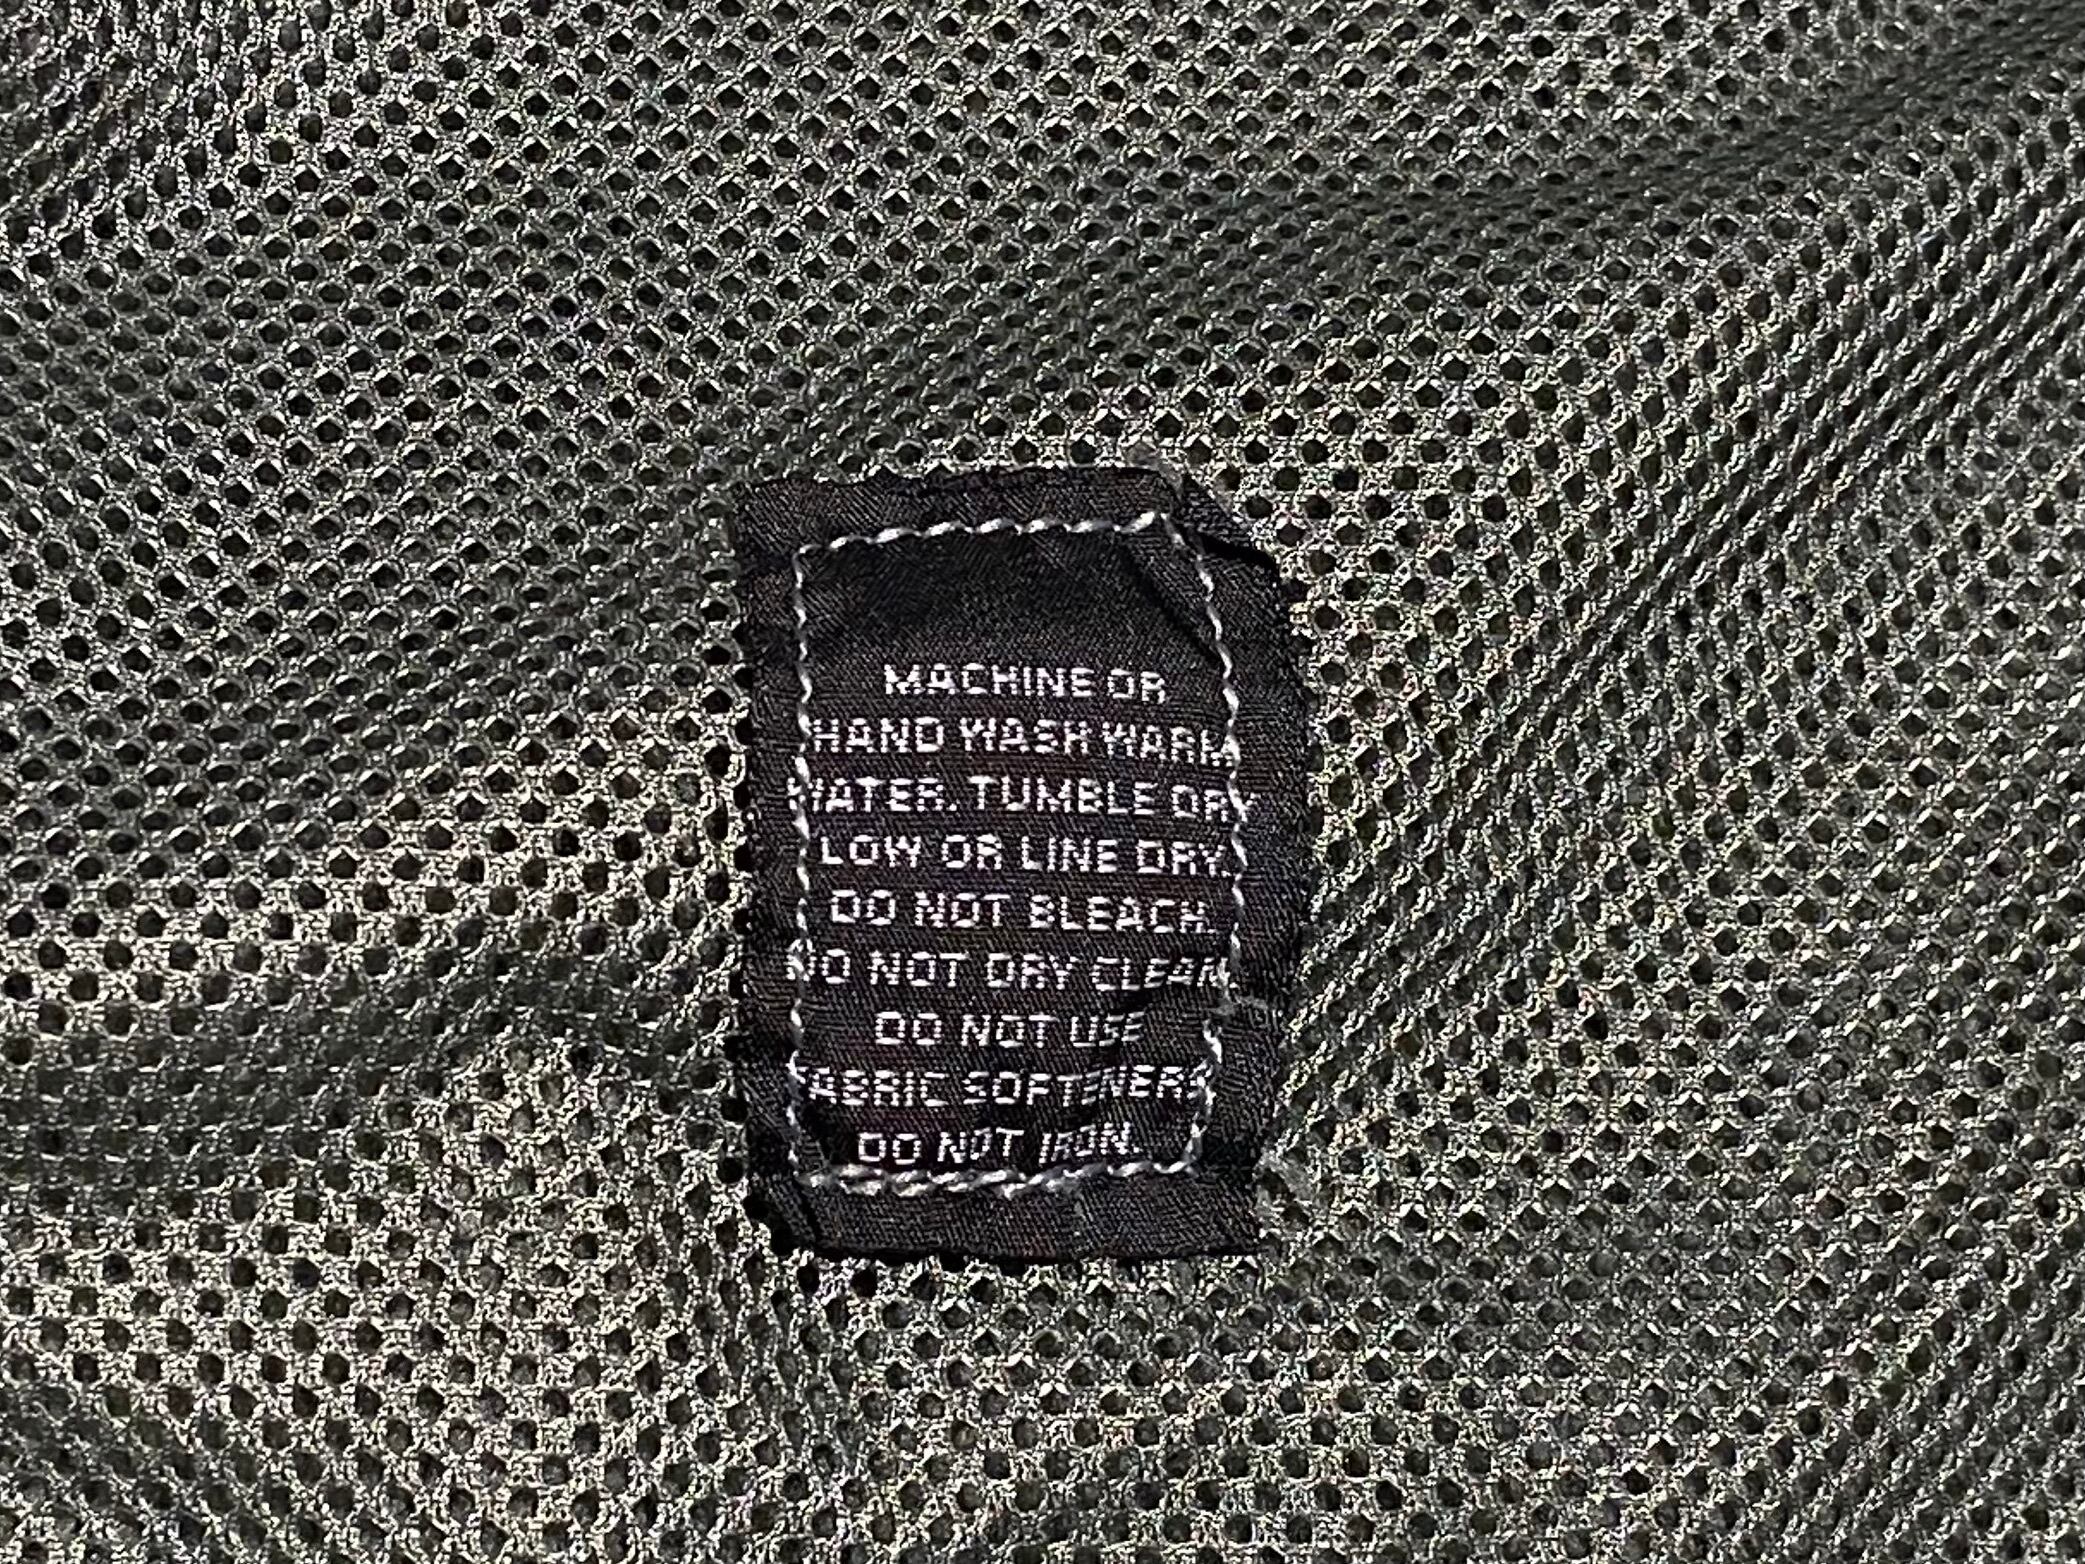 MACHINE OR
HAND WASH WARM
WATER. TUMBLE DRY
LOW OR LINE DRY.
DO NOT BLEACH.
DO NOT DRY CLEAN
DO NOT USE
FABRIC SOFTENERS
DO NOT IRON.